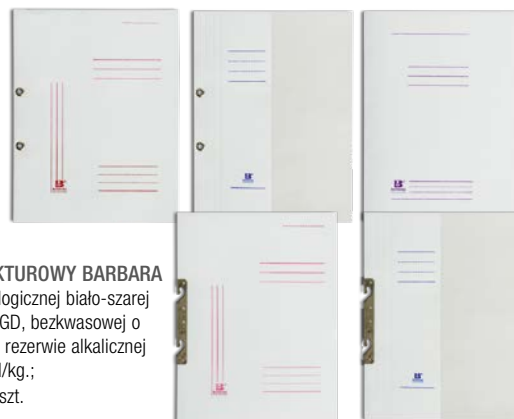 KTUROWY BARBARA
logicznej biało-szarej
GD, bezkwasowej o
rezerwie alkalicznej
l/kg.;
szt.